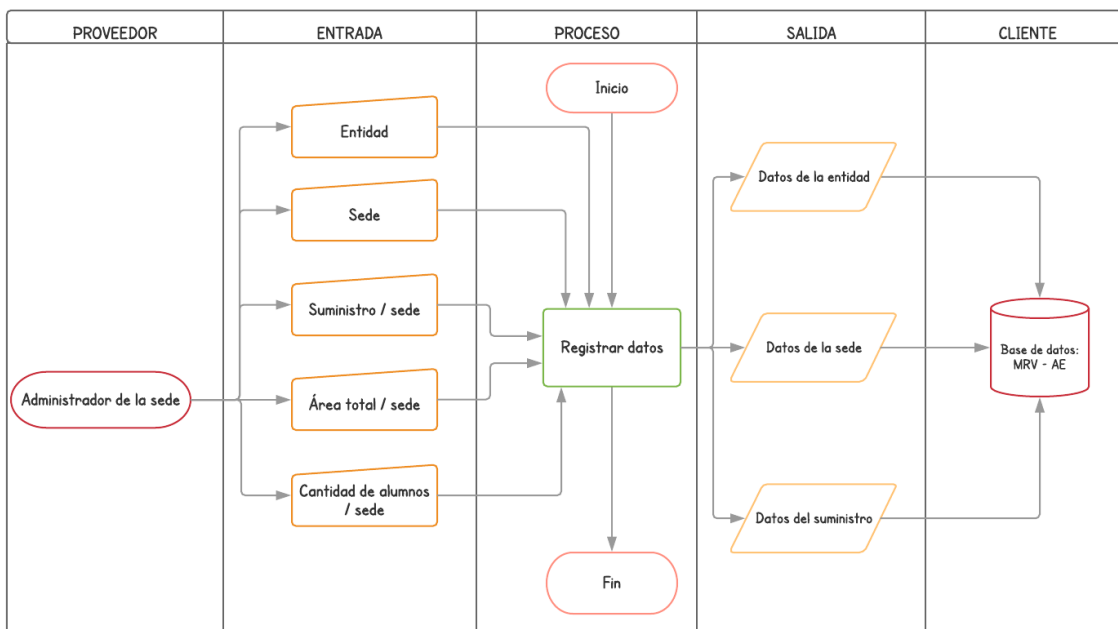 PROVEEDOR
ENTRADA
PROCESO
SALIDA
CLIENTE
Inicio
Entidad
Datos de la entidad
Sede
Suministro / sede
Registrar datos
Datos de la sede
Base de datos:
MRV - AE
Administrador de la sede
Área total / sede
Cantidad de alumnos
/ sede
Datos del suministro
Fin